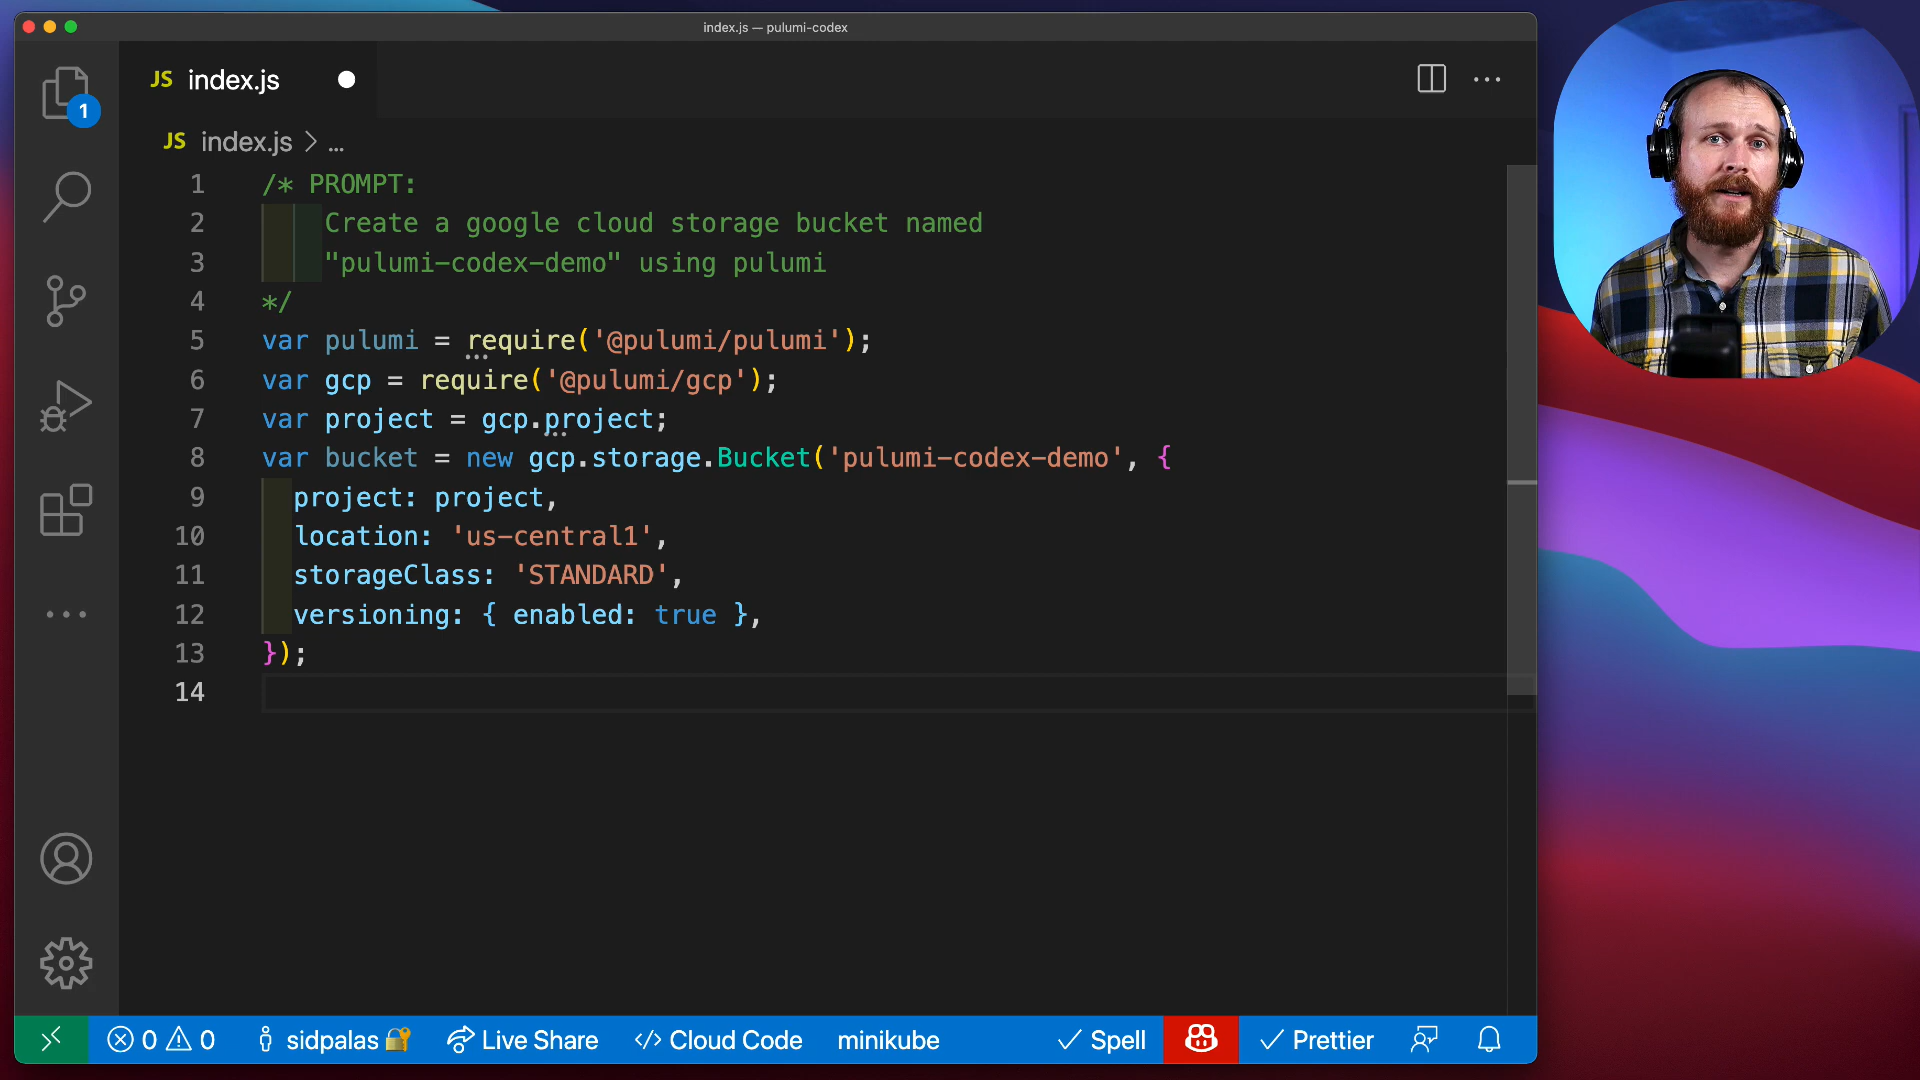 index.js — pulumi-codex
JS index.js
1
JS index.js > ...
1 /* PROMPT:
2 Create a google cloud storage bucket named
3 "pulumi-codex-demo" using pulumi
4 */
5 var pulumi = require('@pulumi/pulumi');
6 var gcp = require('@pulumi/gcp');
7 var project = gcp.project;
8 var bucket = new gcp.storage.Bucket('pulumi-codex-demo', {
9 project: project,
10 location: 'us-central1',
11 storageClass: 'STANDARD',
12 versioning: { enabled: true },
13 });
14
0 0 sidpalas Live Share </> Cloud Code minikube Spell Prettier